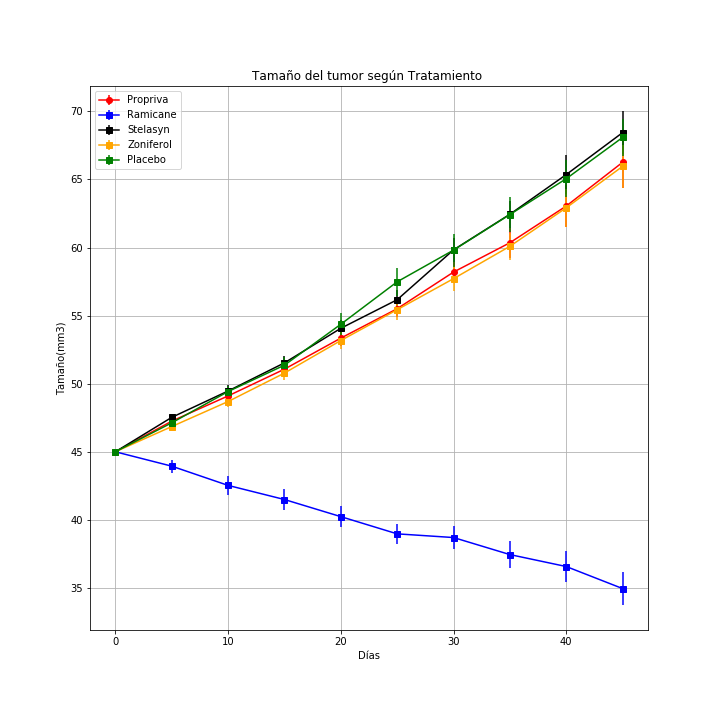 Tamaño del tumor según Tratamiento
Propriva
Ramicane
Stelasyn
Zoniferol
Placebo
Tamaño(mm3)
70
65
60
55
50
45
40
35
0 10 20 30 40
Días